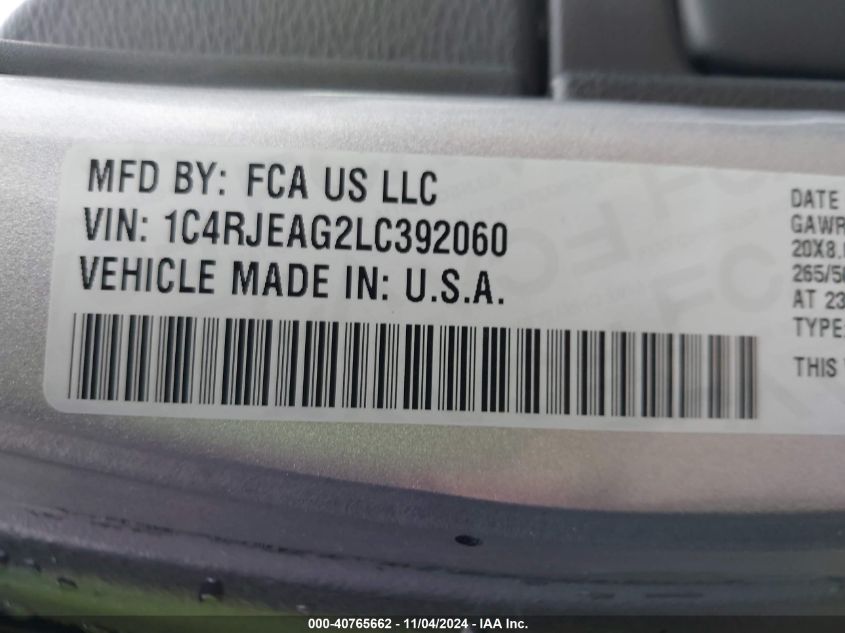 MFD BY: FCA US LLC
VIN: 1C4RJEAG2LC392060
VEHICLE MADE IN: U.S.A.
DATE
GAWR
20X8.
265/50
AT 23
TYPE:
THIS
000-40765662 - 11/04/2024 - IAA Inc.